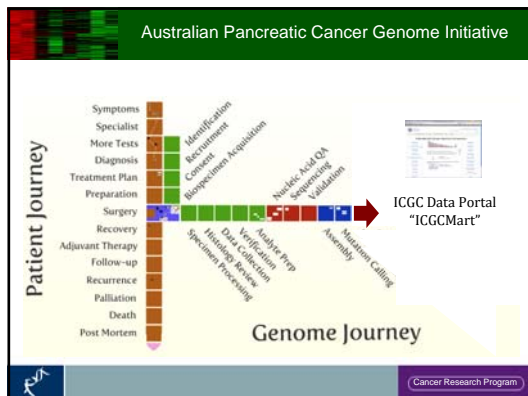 Australian Pancreatic Cancer Genome Initiative
Patient Journey
Symptoms
Specialist
More Tests
Diagnosis
Treatment Plan
Preparation
Surgery
Recovery
Adjuvant Therapy
Follow-up
Recurrence
Palliation
Death
Post Mortem
Identification
Recruitment
Consent
Biospecimen Acquisition
Specimen Processing
Histology Review
Data Collection
Verification
Analyte Prep
Nucleic Acid QA
Sequencing
Validation
Assembly
Mutation Calling
Genome Journey
ICGC Data Portal
“ICGCMart”
Cancer Research Program